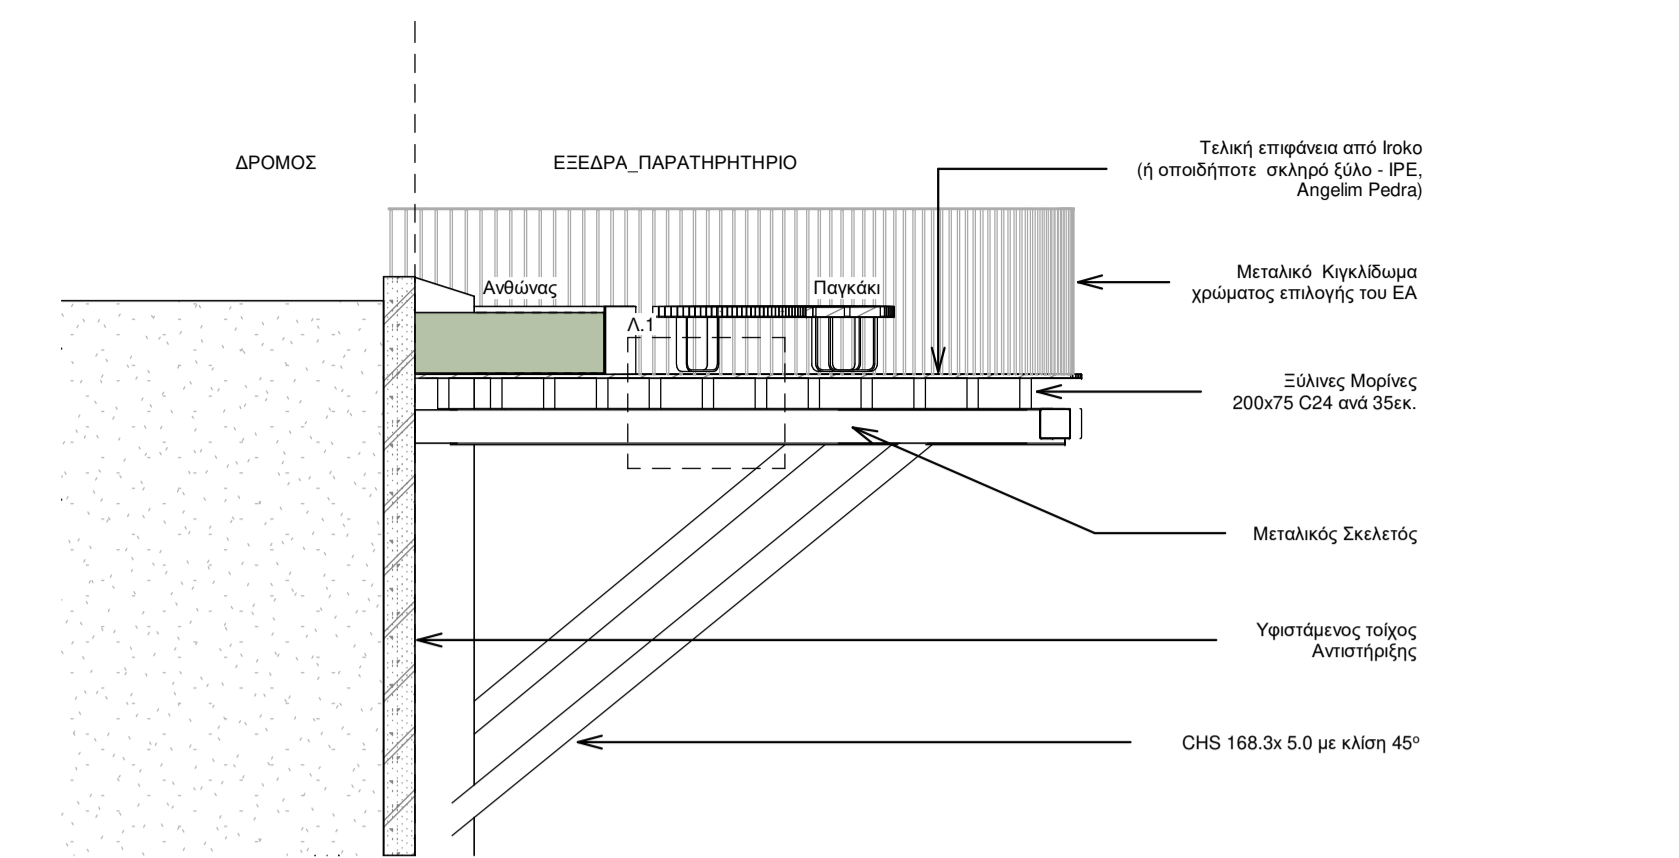 ΔΡΟΜΟΣ
ΕΞΕΔΡΑ_ΠΑΡΑΤΗΡΗΤΗΡΙΟ
Τελική επιφάνεια από Iroko
(ή οποιδήποτε σκληρό ξύλο - IPE,
Angelim Pedra)
Μεταλικό Κιγκλίδωμα
χρώματος επιλογής του ΕΑ
Ανθώνας
Παγκάκι
Λ.1
Ξύλινες Μορίνες
200x75 C24 ανά 35εκ.
Μεταλικός Σκελετός
Υφιστάμενος τοίχος
Αντιστήριξης
CHS 168.3x 5.0 με κλίση 45º